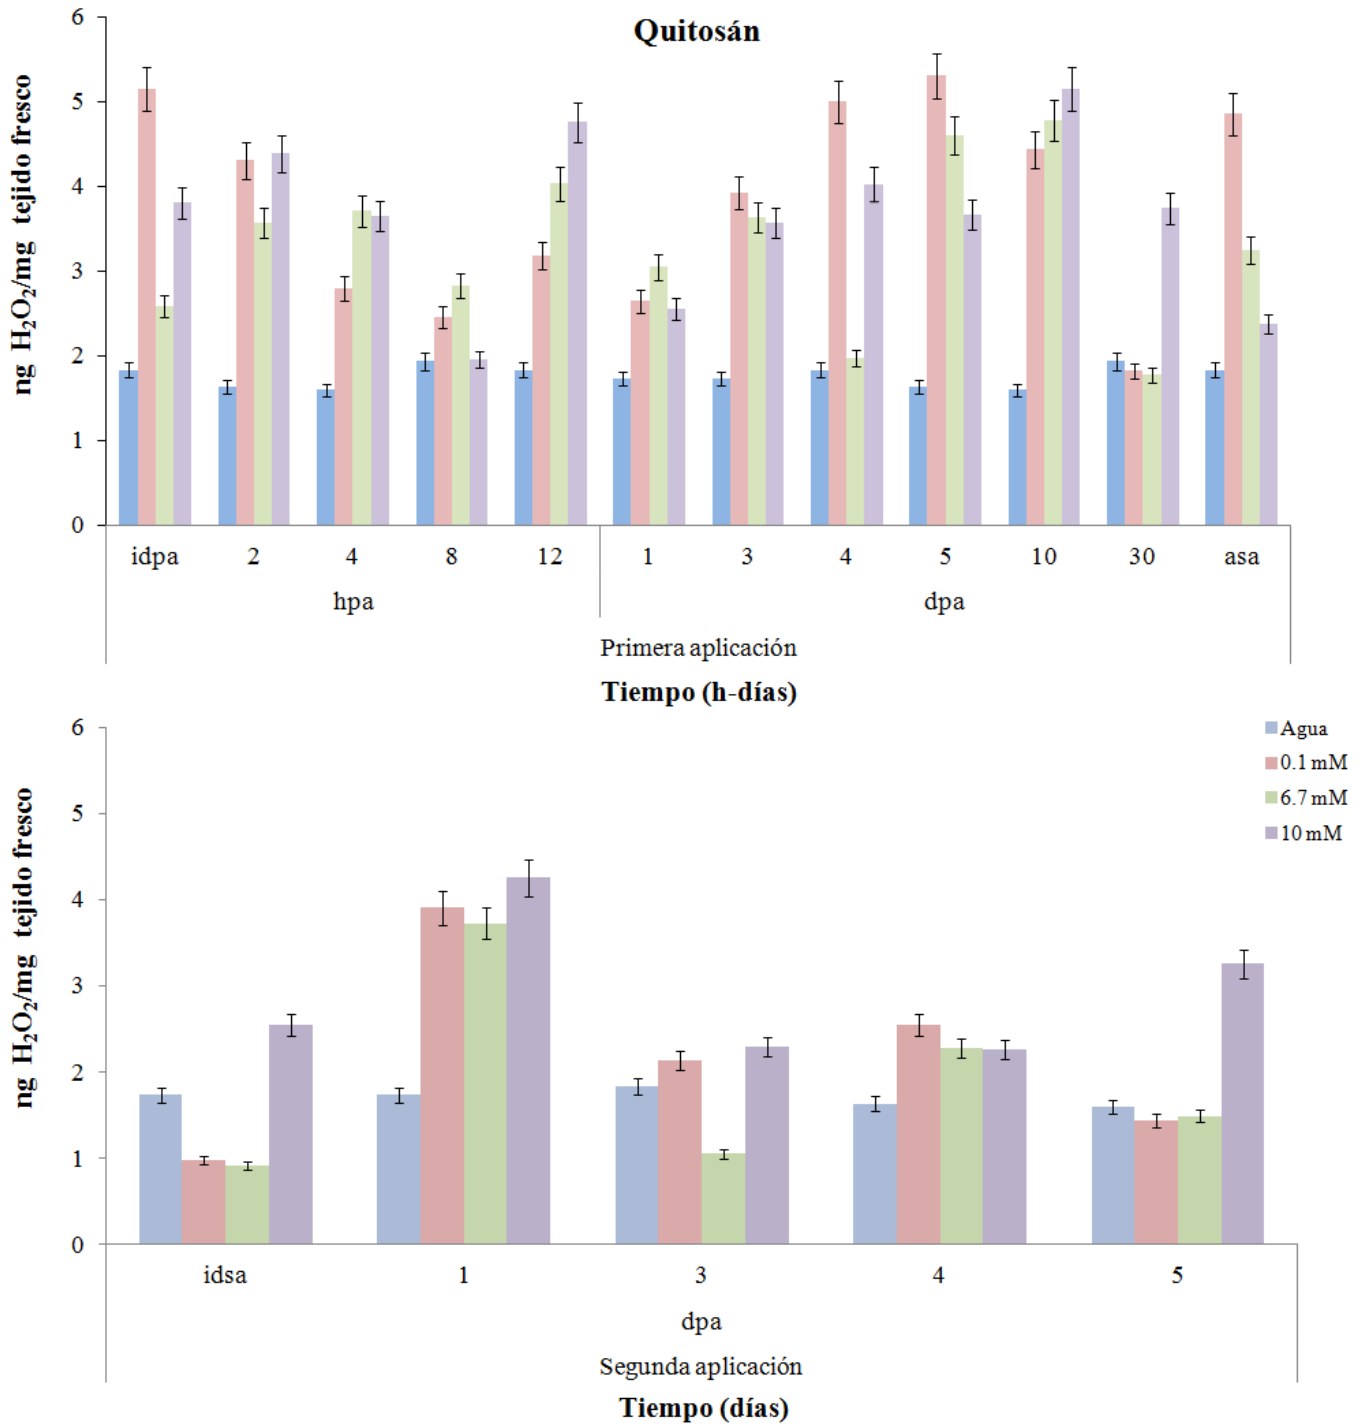 Quitosán
ng H₂O₂/mg tejido fresco
6
5
4
3
2
1
0
idpa 2 4 8 12 1 3 4 5 10 30 asa
hpa dpa
Primera aplicación
Tiempo (h-días)
ng H₂O₂/mg tejido fresco
6
5
4
3
2
1
0
Agua
0.1 mM
6.7 mM
10 mM
idsa 1 3 4 5
dpa
Segunda aplicación
Tiempo (días)